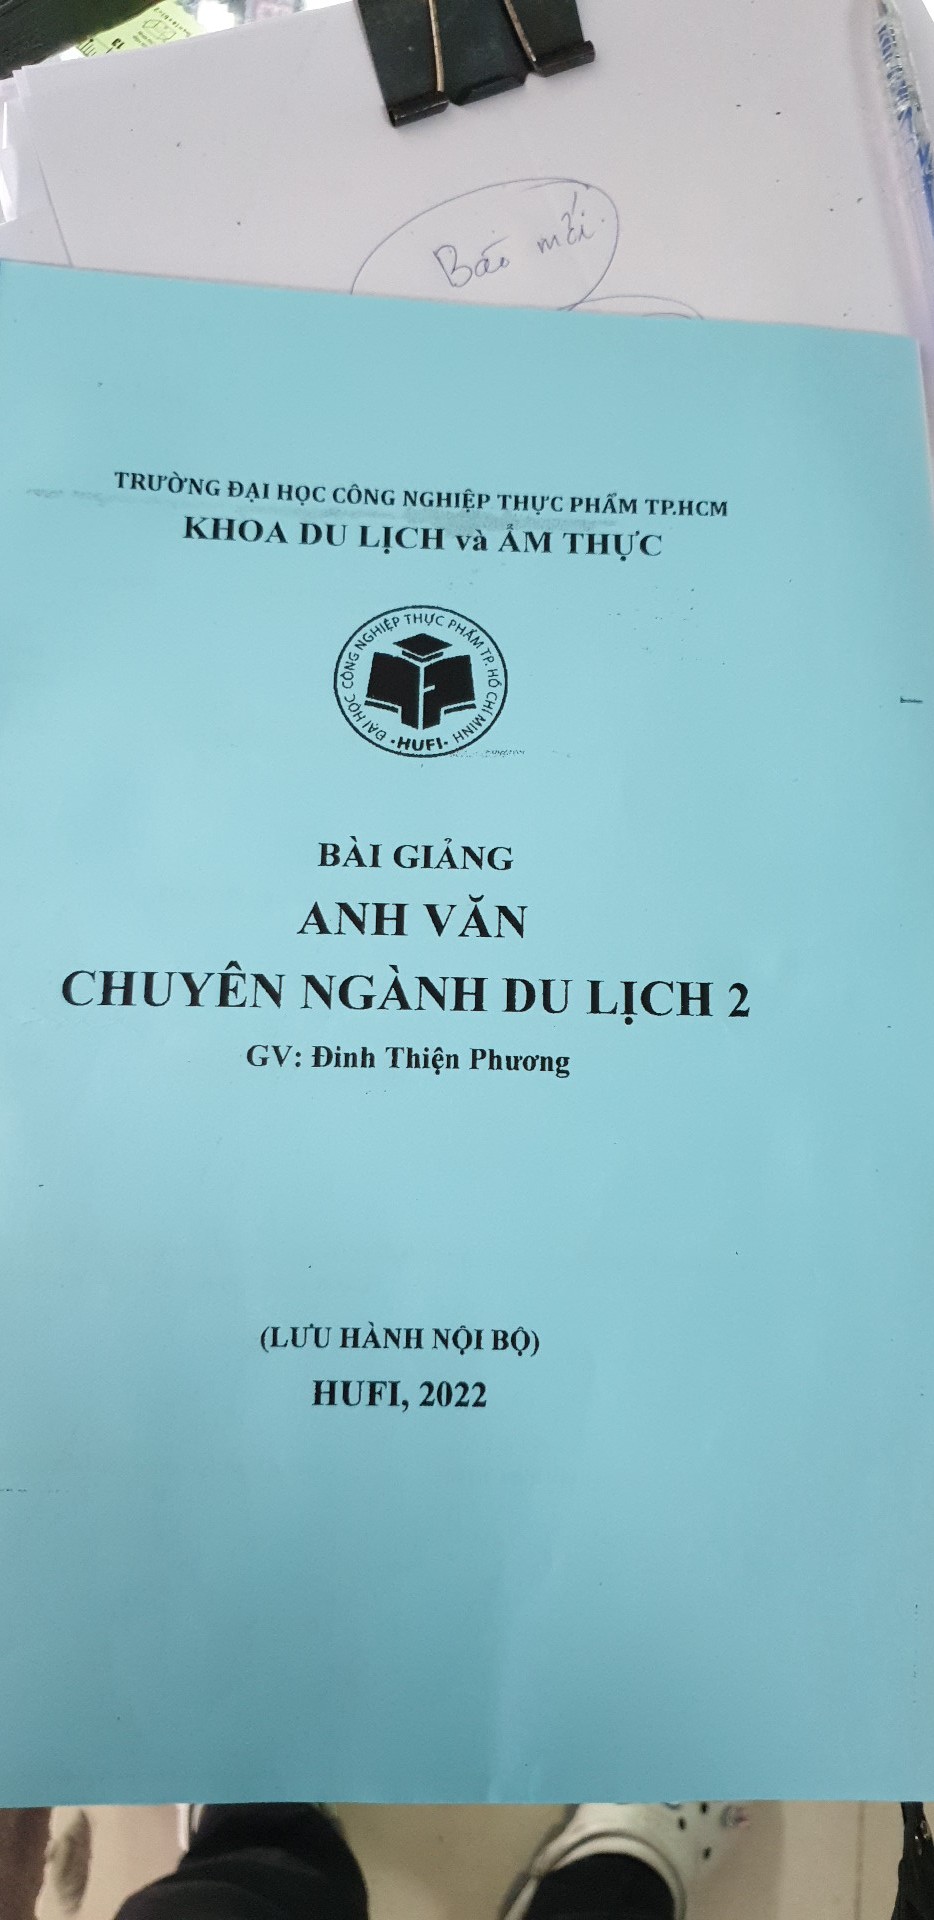 Báo mới.
TRƯỜNG ĐẠI HỌC CÔNG NGHIỆP THỰC PHẨM TP.HCM
KHOA DU LỊCH và ẨM THỰC
ĐẠI HỌC CÔNG NGHIỆP THỰC PHẨM TP. HỒ CHÍ MINH
·HUFI·
BÀI GIẢNG
ANH VĂN
CHUYÊN NGÀNH DU LỊCH 2
GV: Đinh Thiện Phương
(LƯU HÀNH NỘI BỘ)
HUFI, 2022